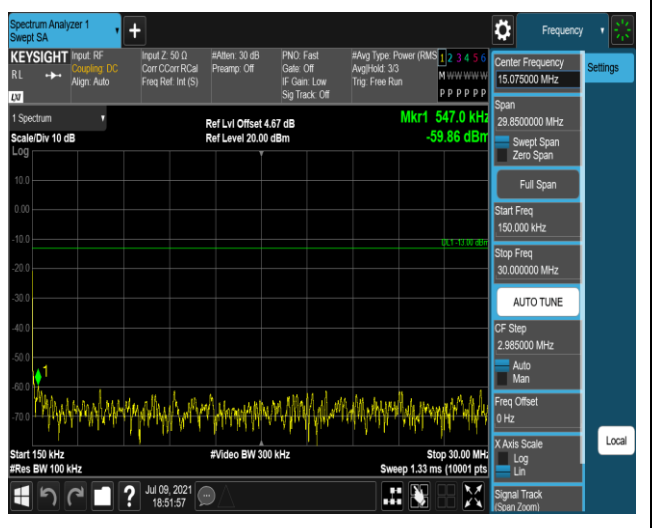 Spectrum Analyzer 1
Swept SA
Frequency
KEYSIGHT
RL
LXI
Input: RF
Coupling: DC
Align: Auto
Input Z: 50 Ω
Corr CCorr RCal
Freq Ref: Int (S)
#Atten: 30 dB
Preamp: Off
PNO: Fast
Gate: Off
IF Gain: Low
Sig Track: Off
#Avg Type: Power (RMS
Avg|Hold: 3/3
Trig: Free Run
1 2 3 4 5 6
M W W W W W
P P P P P P
1 Spectrum
Scale/Div 10 dB
Ref Lvl Offset 4.67 dB
Ref Level 20.00 dBm
Mkr1 547.0 kHz
-59.86 dBm
Log
10.0
0.00
-10.0
DL1 -13.00 dBm
-20.0
-30.0
-40.0
-50.0
1
-60.0
-70.0
Start 150 kHz
#Res BW 100 kHz
#Video BW 300 kHz
Stop 30.00 MHz
Sweep 1.33 ms (10001 pts
Jul 09, 2021
18:51:57
Center Frequency
15.075000 MHz
Settings
Span
29.8500000 MHz
Swept Span
Zero Span
Full Span
Start Freq
150.000 kHz
Stop Freq
30.000000 MHz
AUTO TUNE
CF Step
2.985000 MHz
Auto
Man
Freq Offset
0 Hz
X Axis Scale
Log
Lin
Local
Signal Track
(Span Zoom)